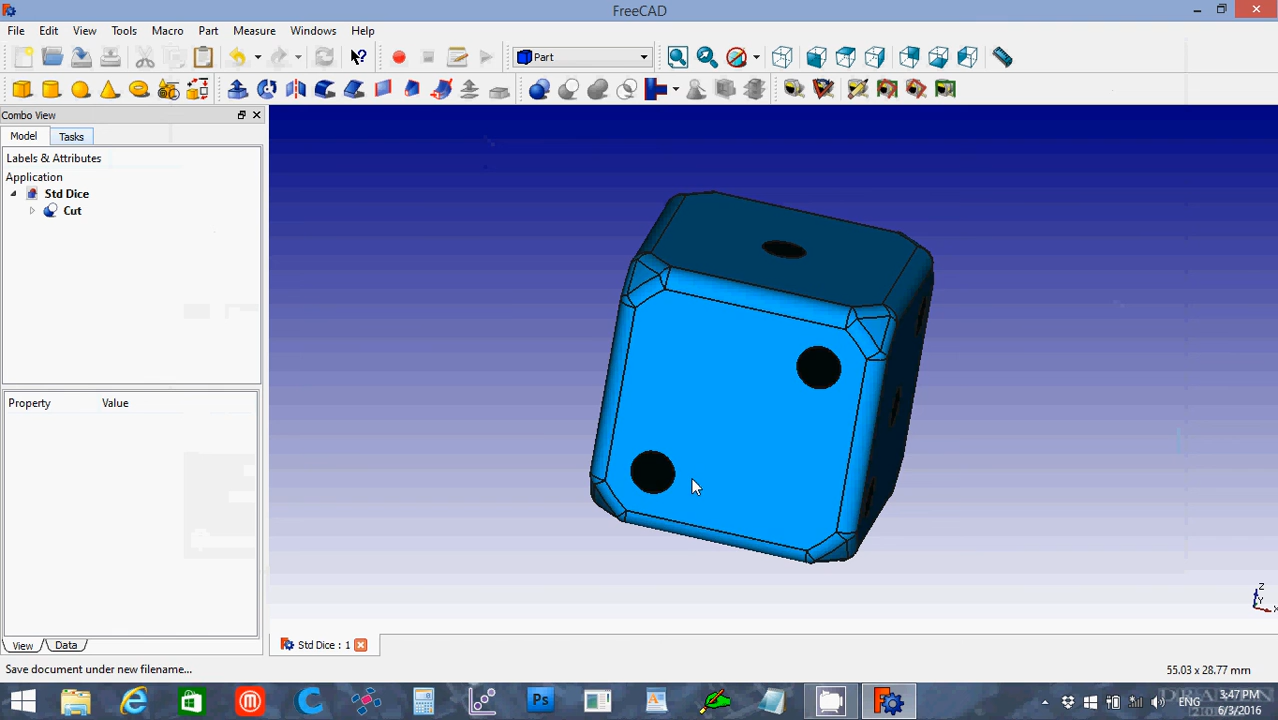 FreeCAD
File Edit View Tools Macro Part Measure Windows Help
Part
Combo View
Model Tasks
Labels & Attributes
Application
Std Dice
Cut
Property Value
View Data
Std Dice : 1
Save document under new filename...
55.03 x 28.77 mm
Z
Y
X
Ps
ENG
3:47 PM
6/3/2016